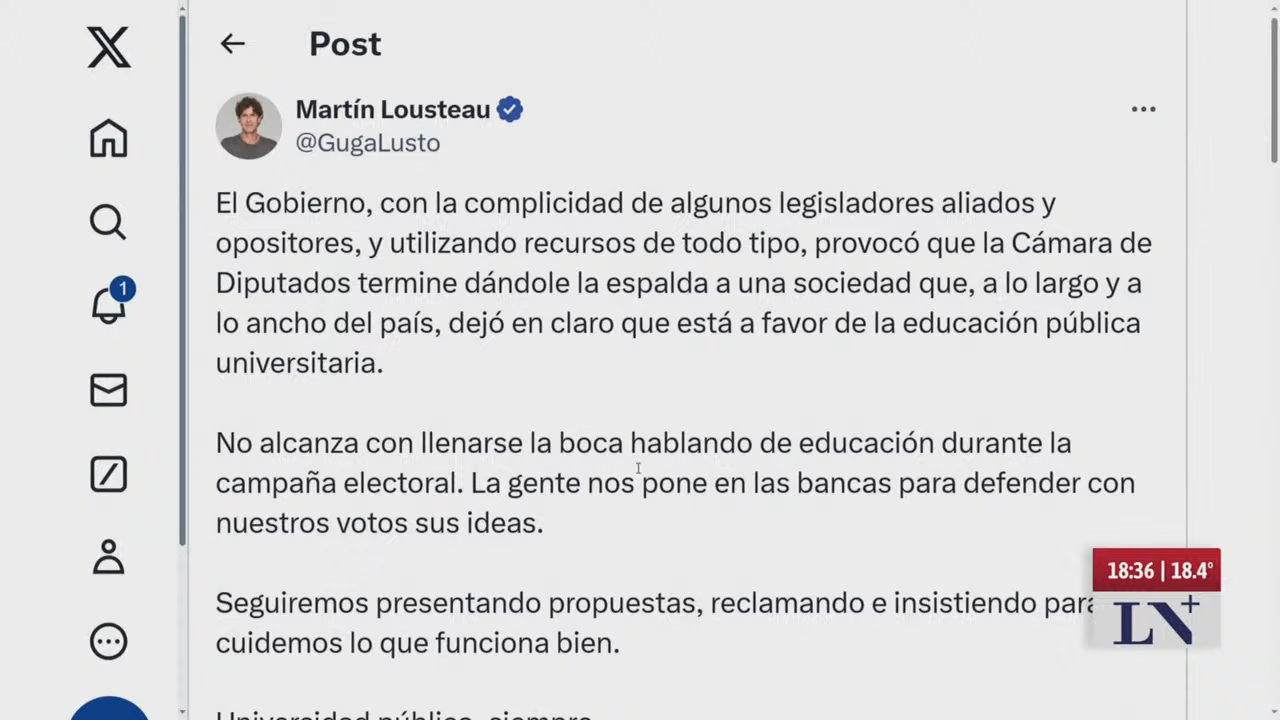 Post
Martín Lousteau
@GugaLusto
El Gobierno, con la complicidad de algunos legisladores aliados y
opositores, y utilizando recursos de todo tipo, provocó que la Cámara de
Diputados termine dándole la espalda a una sociedad que, a lo largo y a
lo ancho del país, dejó en claro que está a favor de la educación pública
universitaria.
No alcanza con llenarse la boca hablando de educación durante la
campaña electoral. La gente nos pone en las bancas para defender con
nuestros votos sus ideas.
Seguiremos presentando propuestas, reclamando e insistiendo para
cuidemos lo que funciona bien.
Universidad pública, siempre.
1
18:36 | 18.4°
LN+